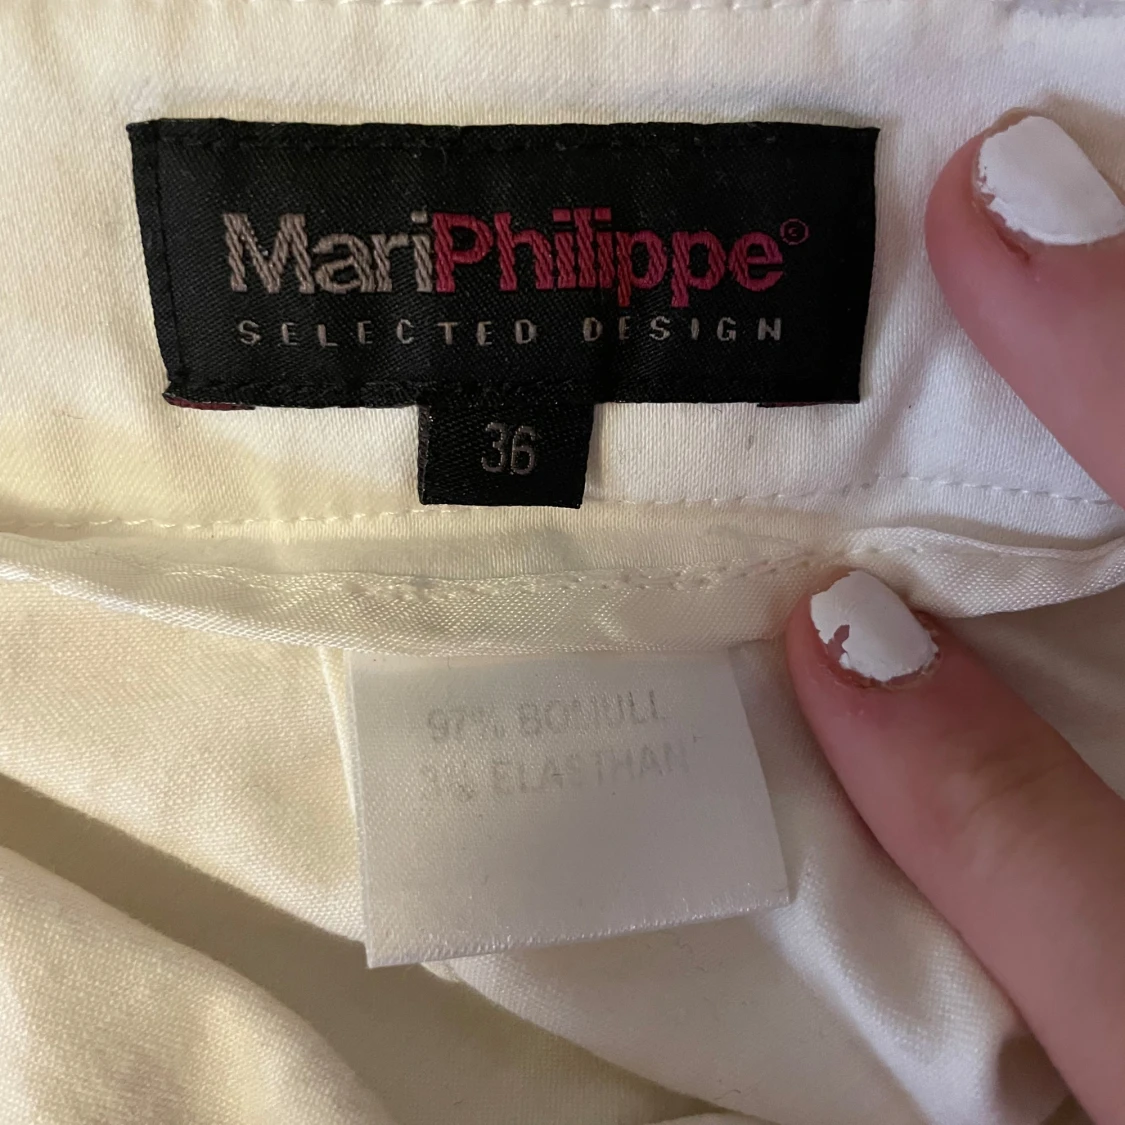 MariPhilippe©
SELECTED DESIGN
36
97% BOMULL
3% ELASTHAN